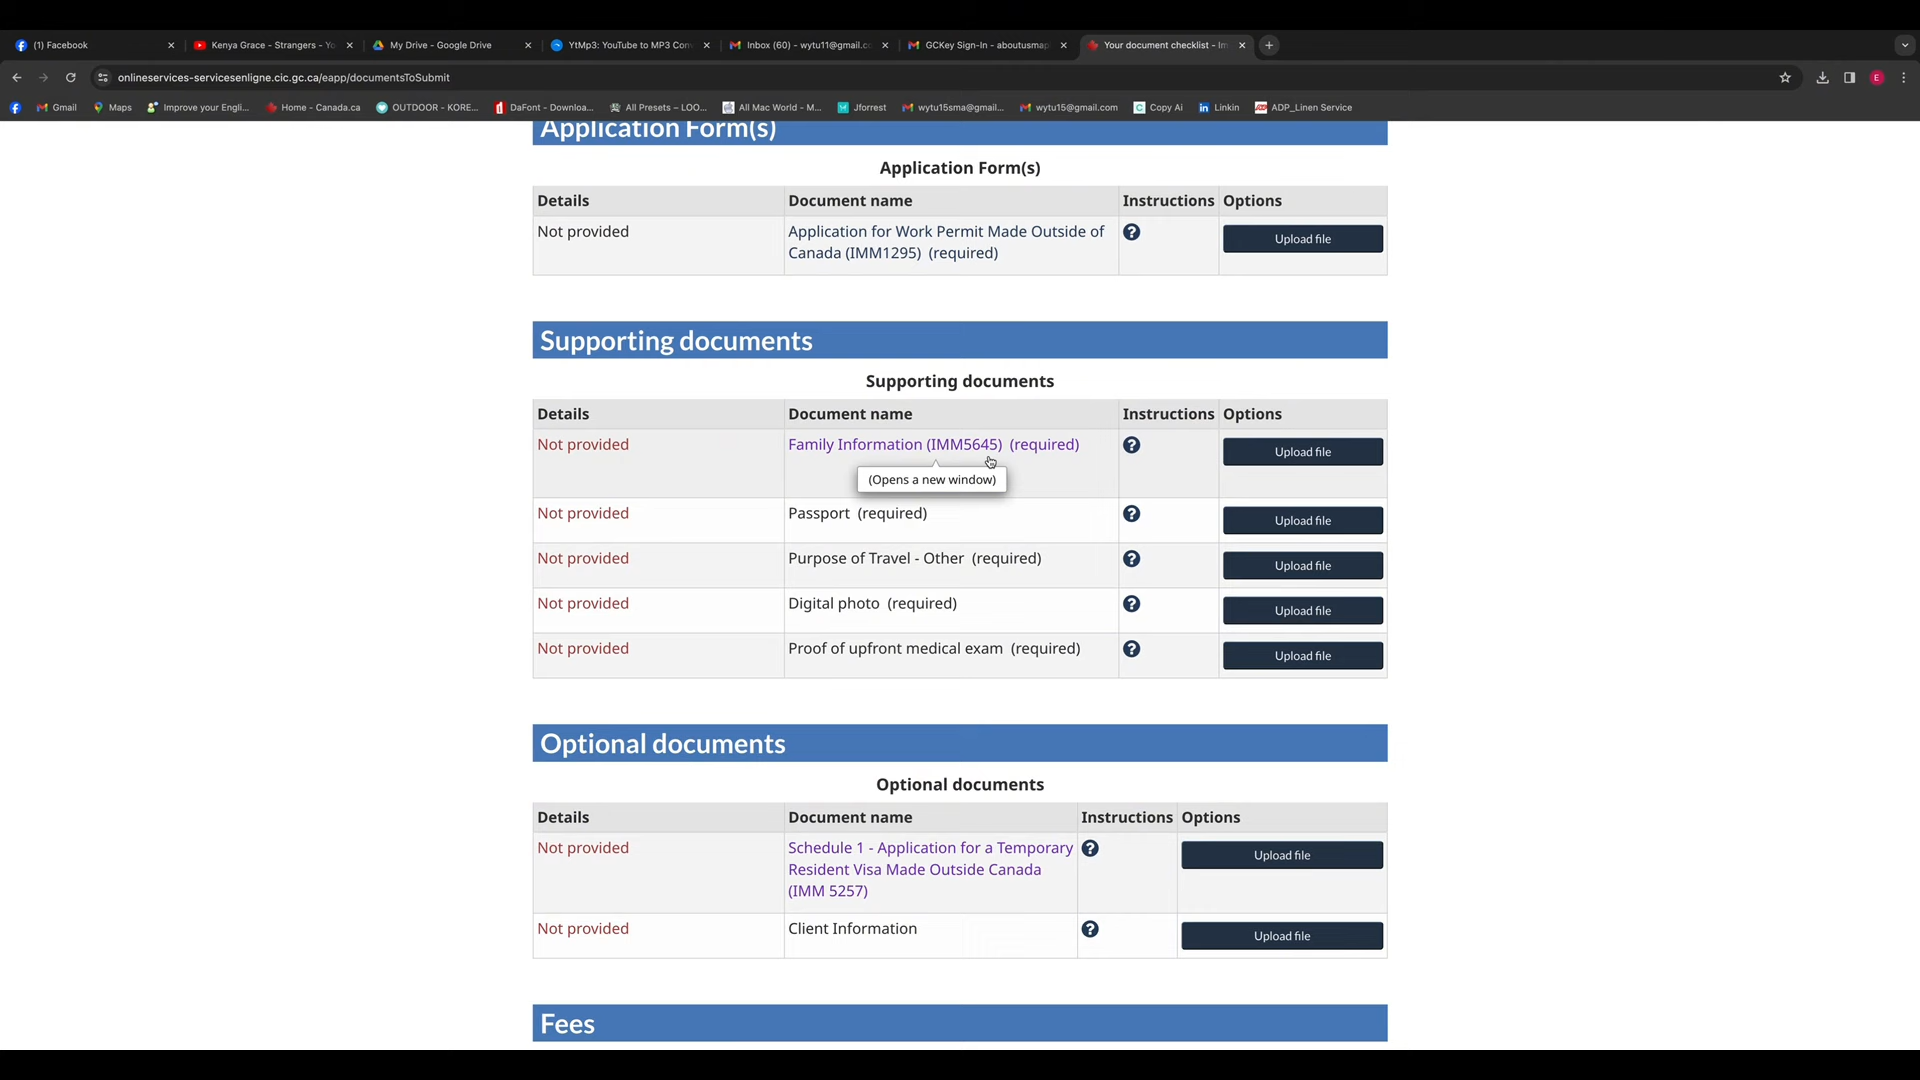 (1) Facebook
Kenya Grace - Strangers - Yo
My Drive - Google Drive
YtMp3: YouTube to MP3 Con
Inbox (60) - wytu11@gmail.co
GCKey Sign-In - aboutusmap
Your document checklist - Im
onlineservices-servicesenligne.cic.gc.ca/eapp/documentsToSubmit
E
Gmail
Maps
Improve your Engli...
Home - Canada.ca
OUTDOOR - KORE...
DaFont - Downloa...
All Presets – LOO...
All Mac World - M...
Jforrest
wytu15sma@gmail...
wytu15@gmail.com
Copy Ai
Linkin
ADP_Linen Service
Application Form(s)
Application Form(s)
Details Document name Instructions Options
Not provided Application for Work Permit Made Outside of ? Upload file
Canada (IMM1295) (required)
Supporting documents
Supporting documents
Details Document name Instructions Options
Not provided Family Information (IMM5645) (required) ? Upload file
(Opens a new window)
Not provided Passport (required) ? Upload file
Not provided Purpose of Travel - Other (required) ? Upload file
Not provided Digital photo (required) ? Upload file
Not provided Proof of upfront medical exam (required) ? Upload file
Optional documents
Optional documents
Details Document name Instructions Options
Not provided Schedule 1 - Application for a Temporary ? Upload file
Resident Visa Made Outside Canada
(IMM 5257)
Not provided Client Information ? Upload file
Fees